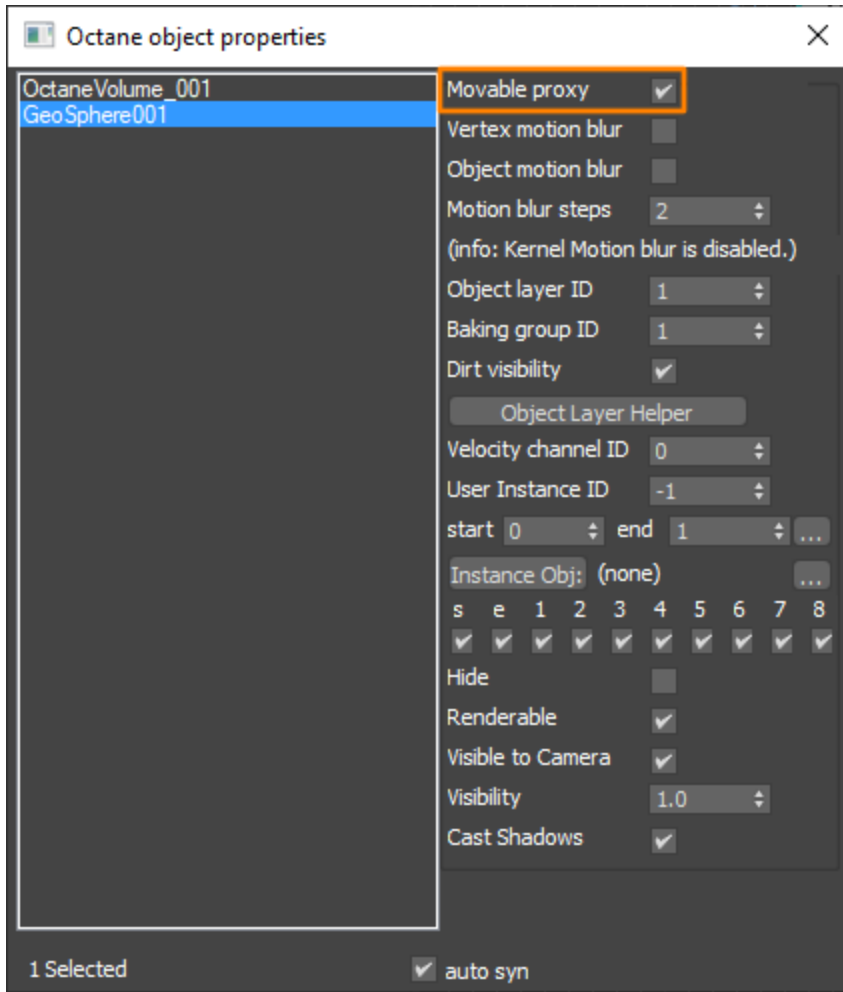 Octane object properties
OctaneVolume_001
GeoSphere001
Movable proxy
Vertex motion blur
Object motion blur
Motion blur steps 2
(info: Kernel Motion blur is disabled.)
Object layer ID 1
Baking group ID 1
Dirt visibility
Object Layer Helper
Velocity channel ID 0
User Instance ID -1
start 0 end 1 ...
Instance Obj: (none) ...
s e 1 2 3 4 5 6 7 8
Hide
Renderable
Visible to Camera
Visibility 1.0
Cast Shadows
1 Selected auto syn